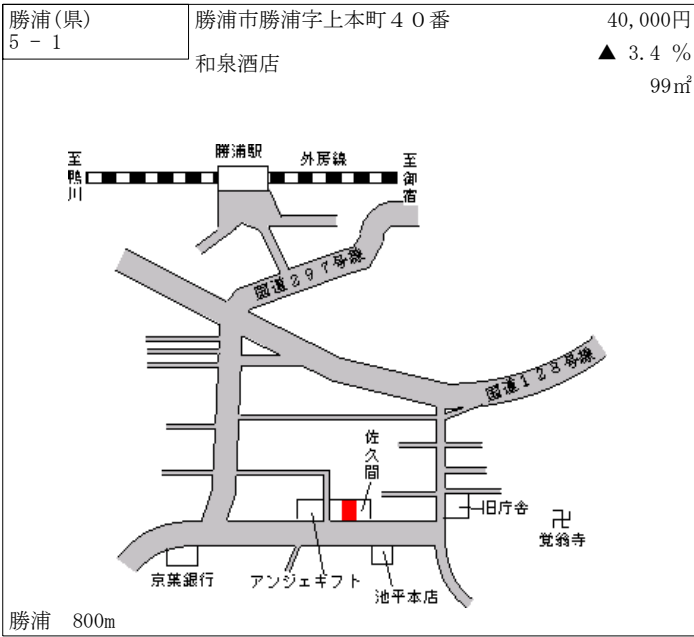 勝浦(県)
5 - 1
勝浦市勝浦字上本町４０番
和泉酒店
40,000円
▲ 3.4 %
99㎡
至鴨川
勝浦駅
外房線
至御宿
国道２９７号線
国道１２８号線
佐久間
旧庁舎
卍
覚翁寺
京葉銀行
アンジェギフト
池平本店
勝浦 800m